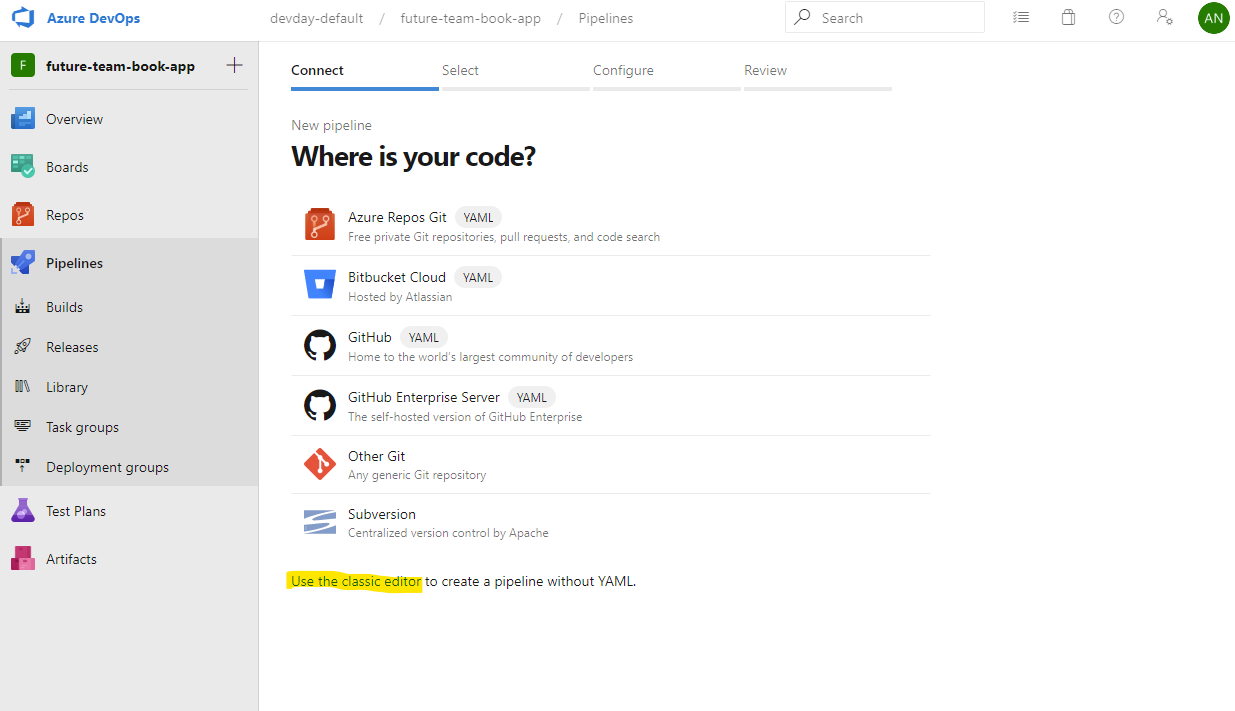 Azure DevOps
devday-default / future-team-book-app / Pipelines
Search
AN
F future-team-book-app
Overview
Boards
Repos
Pipelines
Builds
Releases
Library
Task groups
Deployment groups
Test Plans
Artifacts
Connect
Select
Configure
Review
New pipeline
Where is your code?
Azure Repos Git YAML
Free private Git repositories, pull requests, and code search
Bitbucket Cloud YAML
Hosted by Atlassian
GitHub YAML
Home to the world's largest community of developers
GitHub Enterprise Server YAML
The self-hosted version of GitHub Enterprise
Other Git
Any generic Git repository
Subversion
Centralized version control by Apache
Use the classic editor to create a pipeline without YAML.